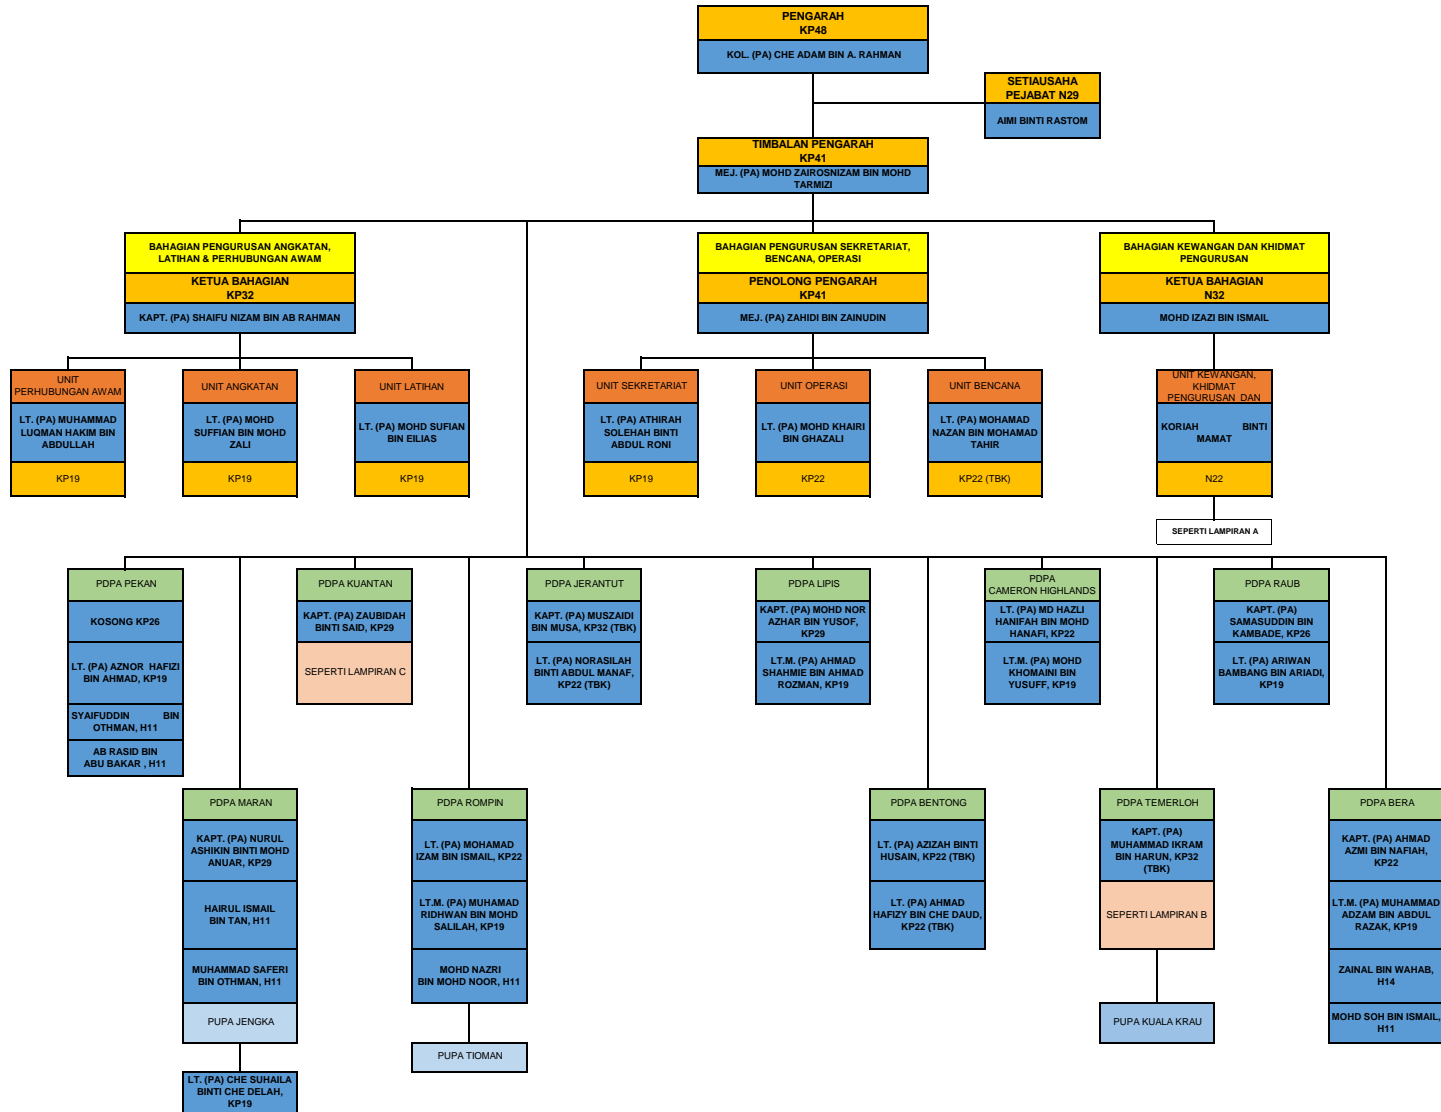 PENGARAH
KP48
KOL. (PA) CHE ADAM BIN A. RAHMAN
SETIAUSAHA
PEJABAT N29
AIMI BINTI RASTOM
TIMBALAN PENGARAH
KP41
MEJ. (PA) MOHD ZAIROSNIZAM BIN MOHD
TARMIZI
BAHAGIAN PENGURUSAN ANGKATAN,
LATIHAN & PERHUBUNGAN AWAM
KETUA BAHAGIAN
KP32
KAPT. (PA) SHAIFU NIZAM BIN AB RAHMAN
BAHAGIAN PENGURUSAN SEKRETARIAT,
BENCANA, OPERASI
PENOLONG PENGARAH
KP41
MEJ. (PA) ZAHIDI BIN ZAINUDIN
BAHAGIAN KEWANGAN DAN KHIDMAT
PENGURUSAN
KETUA BAHAGIAN
N32
MOHD IZAZI BIN ISMAIL
UNIT
PERHUBUNGAN AWAM
LT. (PA) MUHAMMAD
LUQMAN HAKIM BIN
ABDULLAH
KP19
UNIT ANGKATAN
LT. (PA) MOHD
SUFFIAN BIN MOHD
ZALI
KP19
UNIT LATIHAN
LT. (PA) MOHD SUFIAN
BIN EILIAS
KP19
UNIT SEKRETARIAT
LT. (PA) ATHIRAH
SOLEHAH BINTI
ABDUL RONI
KP19
UNIT OPERASI
LT. (PA) MOHD KHAIRI
BIN GHAZALI
KP22
UNIT BENCANA
LT. (PA) MOHAMAD
NAZAN BIN MOHAMAD
TAHIR
KP22 (TBK)
UNIT KEWANGAN,
KHIDMAT
PENGURUSAN DAN
KORIAH BINTI
MAMAT
N22
SEPERTI LAMPIRAN A
PDPA PEKAN
KOSONG KP26
LT. (PA) AZNOR HAFIZI
BIN AHMAD, KP19
SYAIFUDDIN BIN
OTHMAN, H11
AB RASID BIN
ABU BAKAR , H11
PDPA KUANTAN
KAPT. (PA) ZAUBIDAH
BINTI SAID, KP29
SEPERTI LAMPIRAN C
PDPA JERANTUT
KAPT. (PA) MUSZAIDI
BIN MUSA, KP32 (TBK)
LT. (PA) NORASILAH
BINTI ABDUL MANAF,
KP22 (TBK)
PDPA LIPIS
KAPT. (PA) MOHD NOR
AZHAR BIN YUSOF,
KP29
LT.M. (PA) AHMAD
SHAHMIE BIN AHMAD
ROZMAN, KP19
PDPA
CAMERON HIGHLANDS
LT. (PA) MD HAZLI
HANIFAH BIN MOHD
HANAFI, KP22
LT.M. (PA) MOHD
KHOMAINI BIN
YUSUFF, KP19
PDPA RAUB
KAPT. (PA)
SAMASUDDIN BIN
KAMBADE, KP26
LT. (PA) ARIWAN
BAMBANG BIN ARIADI,
KP19
PDPA MARAN
KAPT. (PA) NURUL
ASHIKIN BINTI MOHD
ANUAR, KP29
HAIRUL ISMAIL
BIN TAN, H11
MUHAMMAD SAFERI
BIN OTHMAN, H11
PUPA JENGKA
LT. (PA) CHE SUHAILA
BINTI CHE DELAH,
KP19
PDPA ROMPIN
LT. (PA) MOHAMAD
IZAM BIN ISMAIL, KP22
LT.M. (PA) MUHAMAD
RIDHWAN BIN MOHD
SALILAH, KP19
MOHD NAZRI
BIN MOHD NOOR, H11
PUPA TIOMAN
PDPA BENTONG
LT. (PA) AZIZAH BINTI
HUSAIN, KP22 (TBK)
LT. (PA) AHMAD
HAFIZY BIN CHE DAUD,
KP22 (TBK)
PDPA TEMERLOH
KAPT. (PA)
MUHAMMAD IKRAM
BIN HARUN, KP32
(TBK)
SEPERTI LAMPIRAN B
PUPA KUALA KRAU
PDPA BERA
KAPT. (PA) AHMAD
AZMI BIN NAFIAH,
KP22
LT.M. (PA) MUHAMMAD
ADZAM BIN ABDUL
RAZAK, KP19
ZAINAL BIN WAHAB,
H14
MOHD SOH BIN ISMAIL,
H11